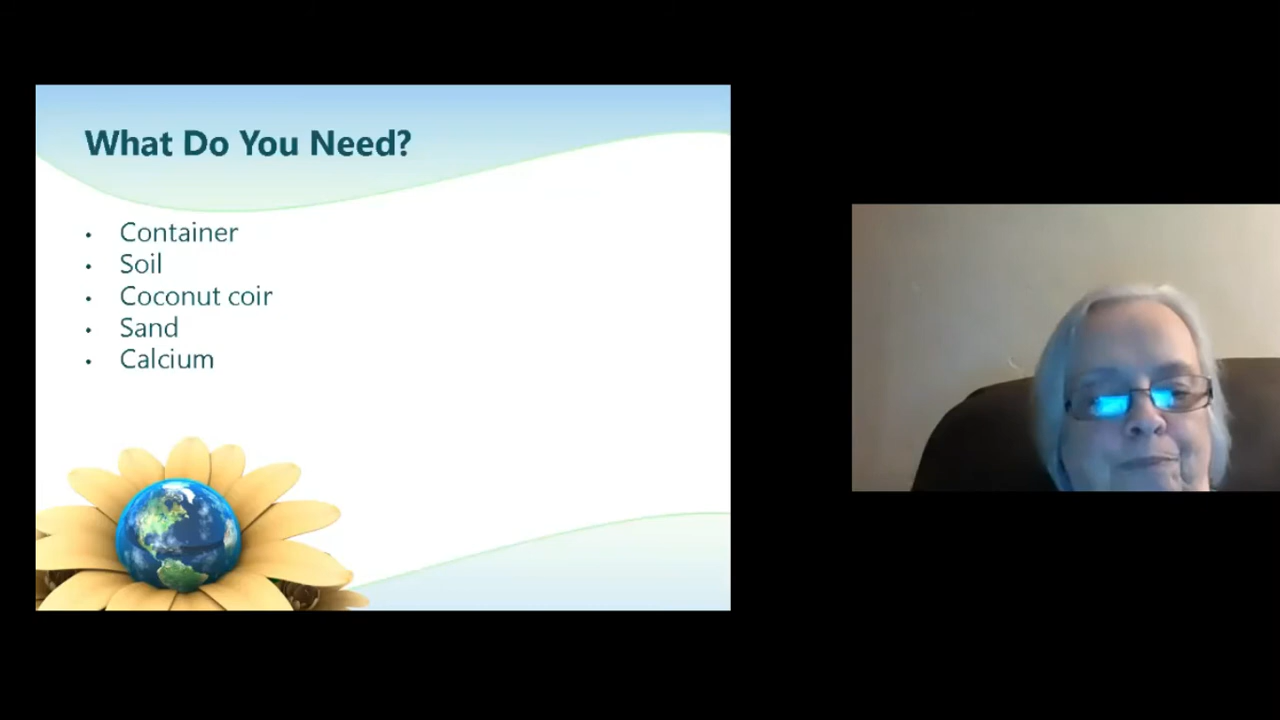 What Do You Need?
• Container
• Soil
• Coconut coir
• Sand
• Calcium